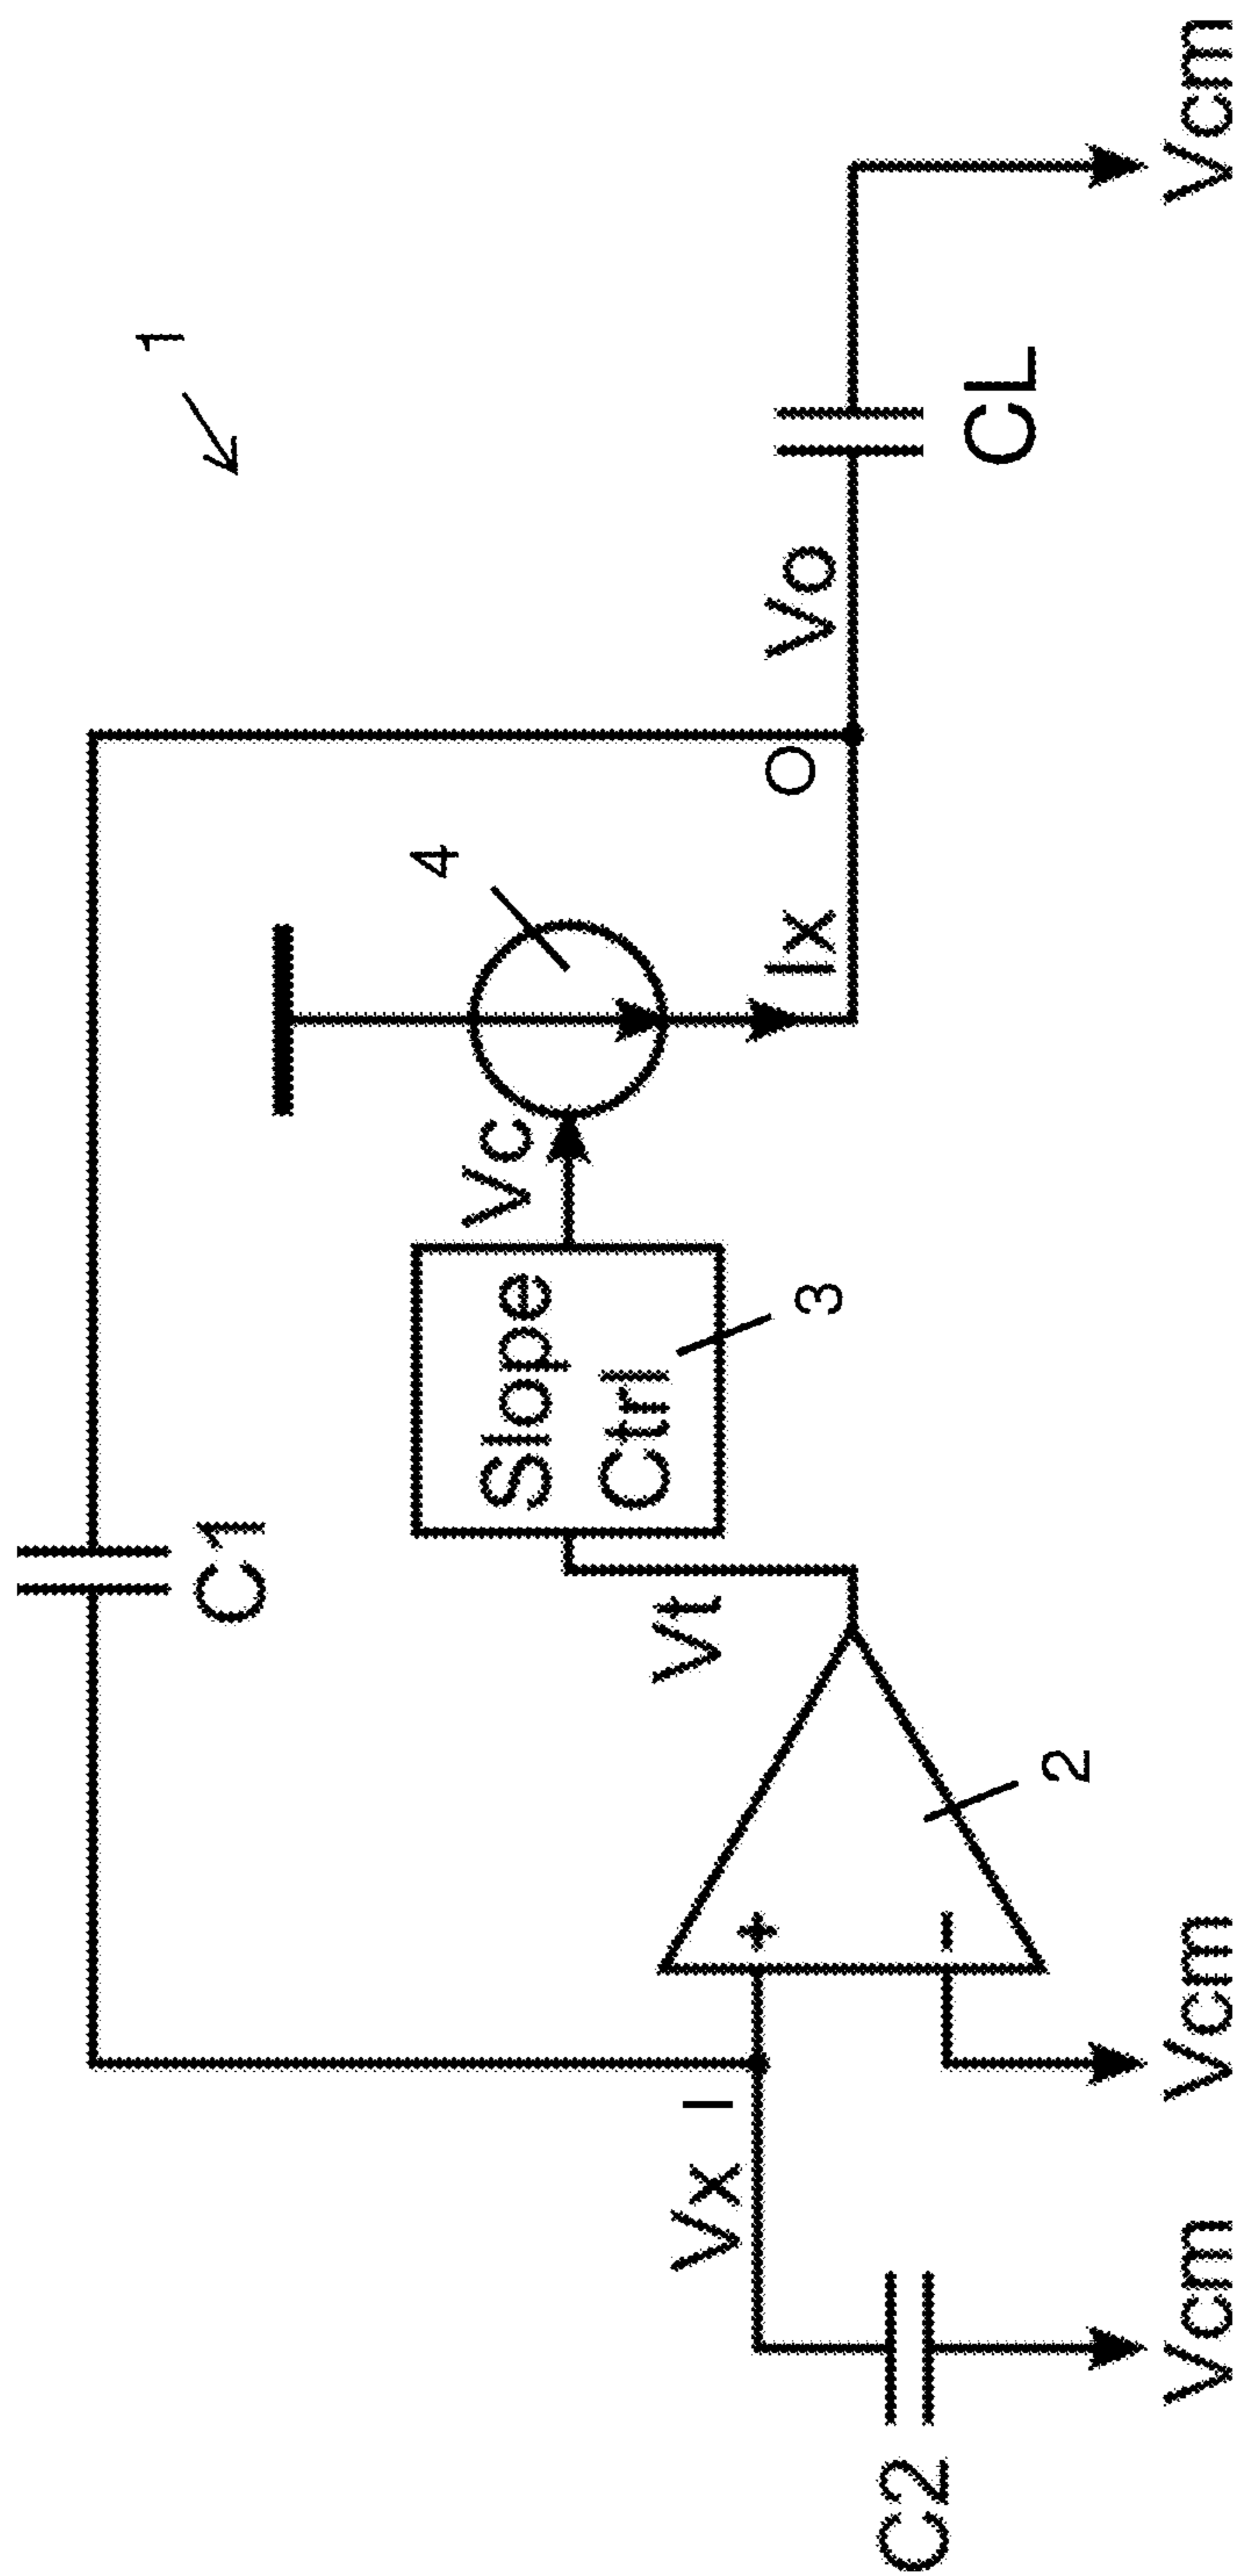 1
C1
4
Vc
Slope
Ctrl
3
Vt
Vx
I
+
−
2
Ix
O
Vo
CL
C2
Vcm
Vcm
Vcm